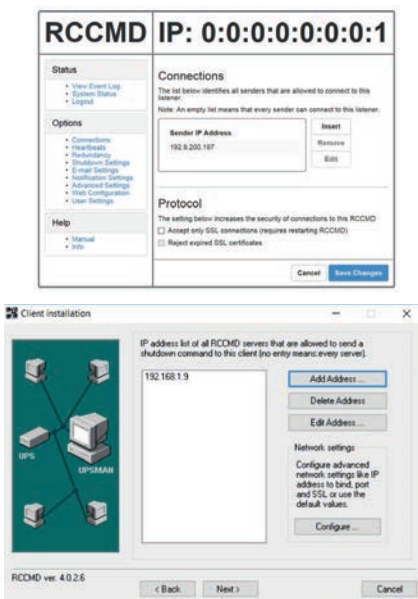 RCCMD IP: 0:0:0:0:0:0:0:1
Status
View Event Log
System Status
Logout
Options
Connections
Heartbeats
Redundancy
Shutdown Settings
E-mail Settings
Notification Settings
Advanced Settings
Web Configuration
User Settings
Help
Manual
Info
Connections
The list below identifies all senders that are allowed to connect to this
listener.
Note: An empty list means that every sender can connect to this listener.
Sender IP Address
192.8.200.187
Insert
Remove
Edit
Protocol
The setting below increases the security of connections to this RCCMD
Accept only SSL connections (requires restarting RCCMD)
Reject expired SSL certificates
Cancel
Save Changes
Client installation
UPS
UPSMAN
IP address list of all RCCMD servers that are allowed to send a
shutdown command to this client (no entry means:every server).
192.168.1.9
Add Address ...
Delete Address
Edit Address ...
Network settings
Configure advanced
network settings like IP
address to bind, port
and SSL or use the
default values.
Configure ...
RCCMD ver. 4.0.2.6
< Back
Next >
Cancel